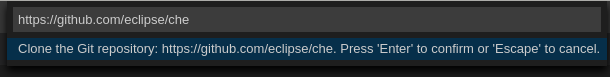 https://github.com/eclipse/che
Clone the Git repository: https://github.com/eclipse/che. Press 'Enter' to confirm or 'Escape' to cancel.